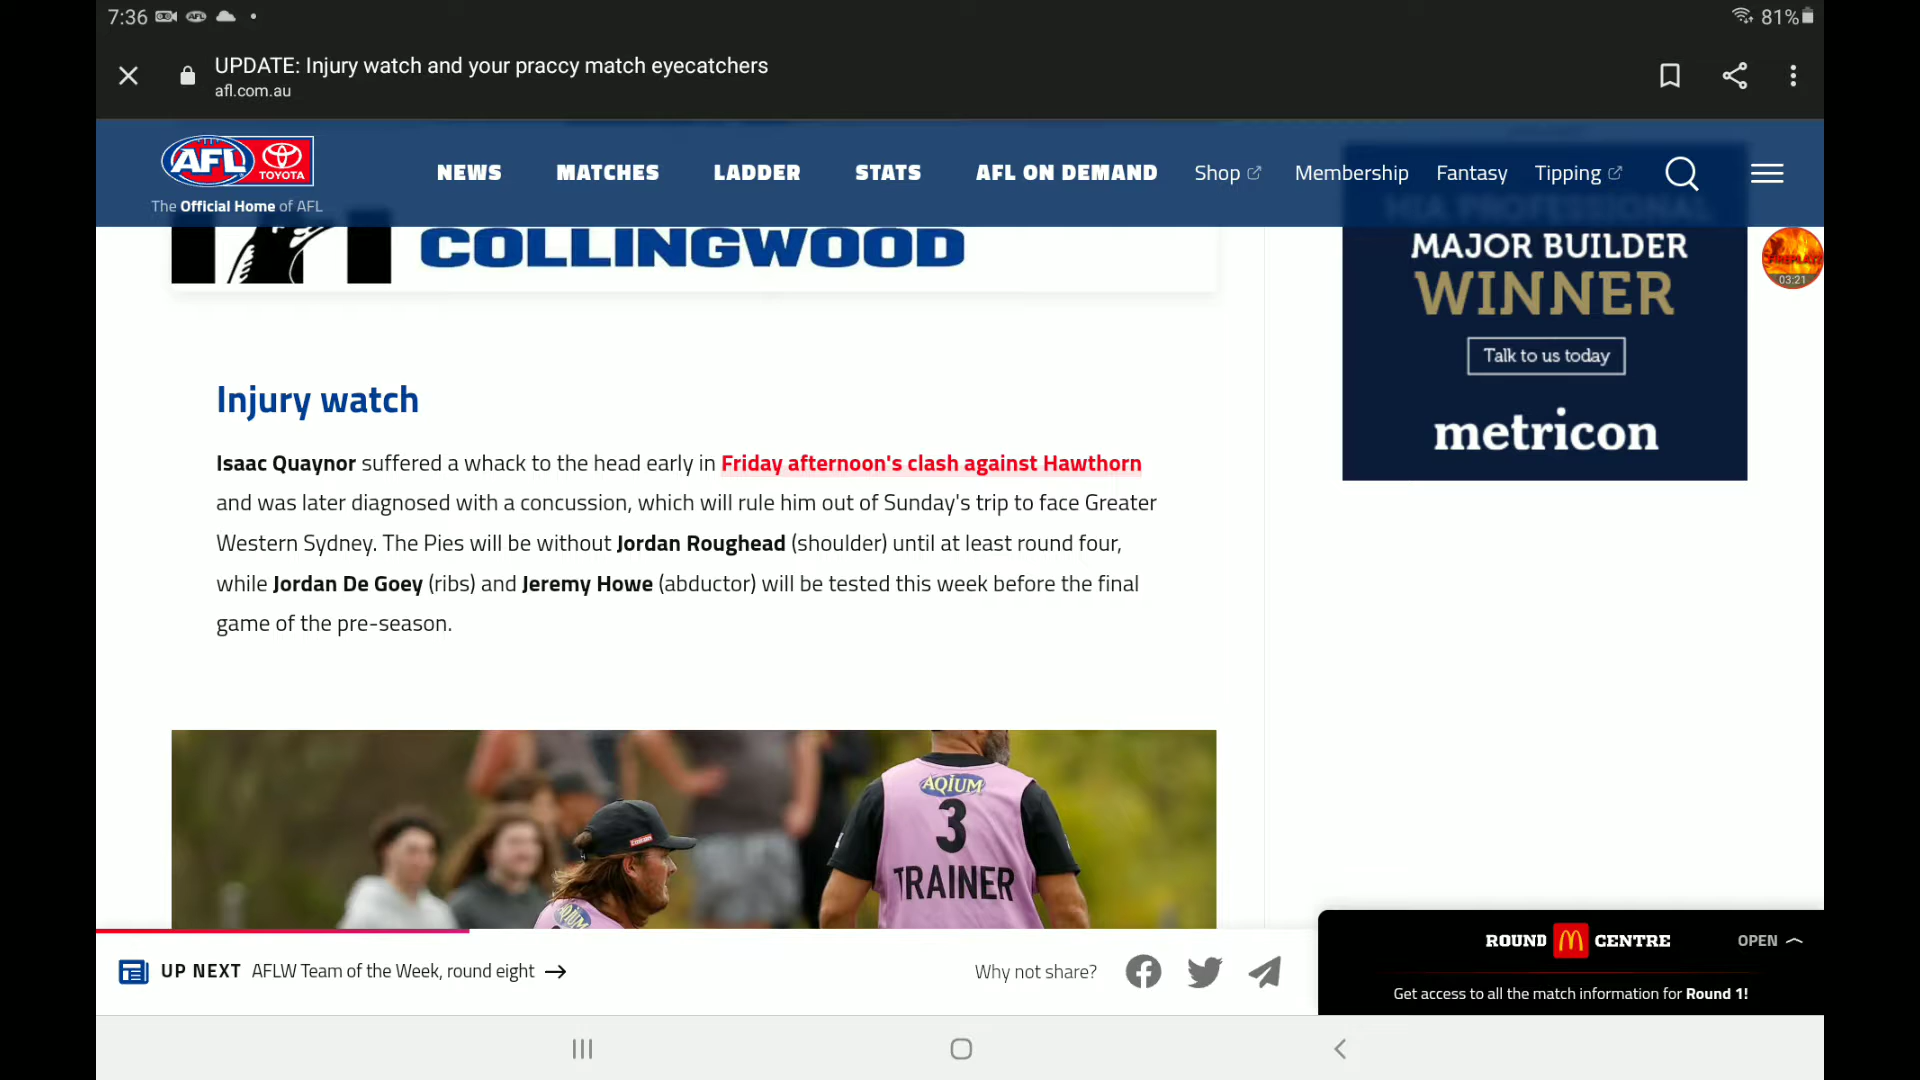 7:36
81%
UPDATE: Injury watch and your praccy match eyecatchers
afl.com.au
AFL
TOYOTA
The Official Home of AFL
NEWS MATCHES LADDER STATS AFL ON DEMAND Shop Membership Fantasy Tipping
HIA PROFESSIONAL
MAJOR BUILDER
WINNER
Talk to us today
metricon
FIREPLAYZ
03:21
COLLINGWOOD
Injury watch
Isaac Quaynor suffered a whack to the head early in Friday afternoon's clash against Hawthorn
and was later diagnosed with a concussion, which will rule him out of Sunday's trip to face Greater
Western Sydney. The Pies will be without Jordan Roughead (shoulder) until at least round four,
while Jordan De Goey (ribs) and Jeremy Howe (abductor) will be tested this week before the final
game of the pre-season.
AQIUM
3
TRAINER
AQIUM
UP NEXT AFLW Team of the Week, round eight
Why not share?
ROUND CENTRE OPEN
Get access to all the match information for Round 1!